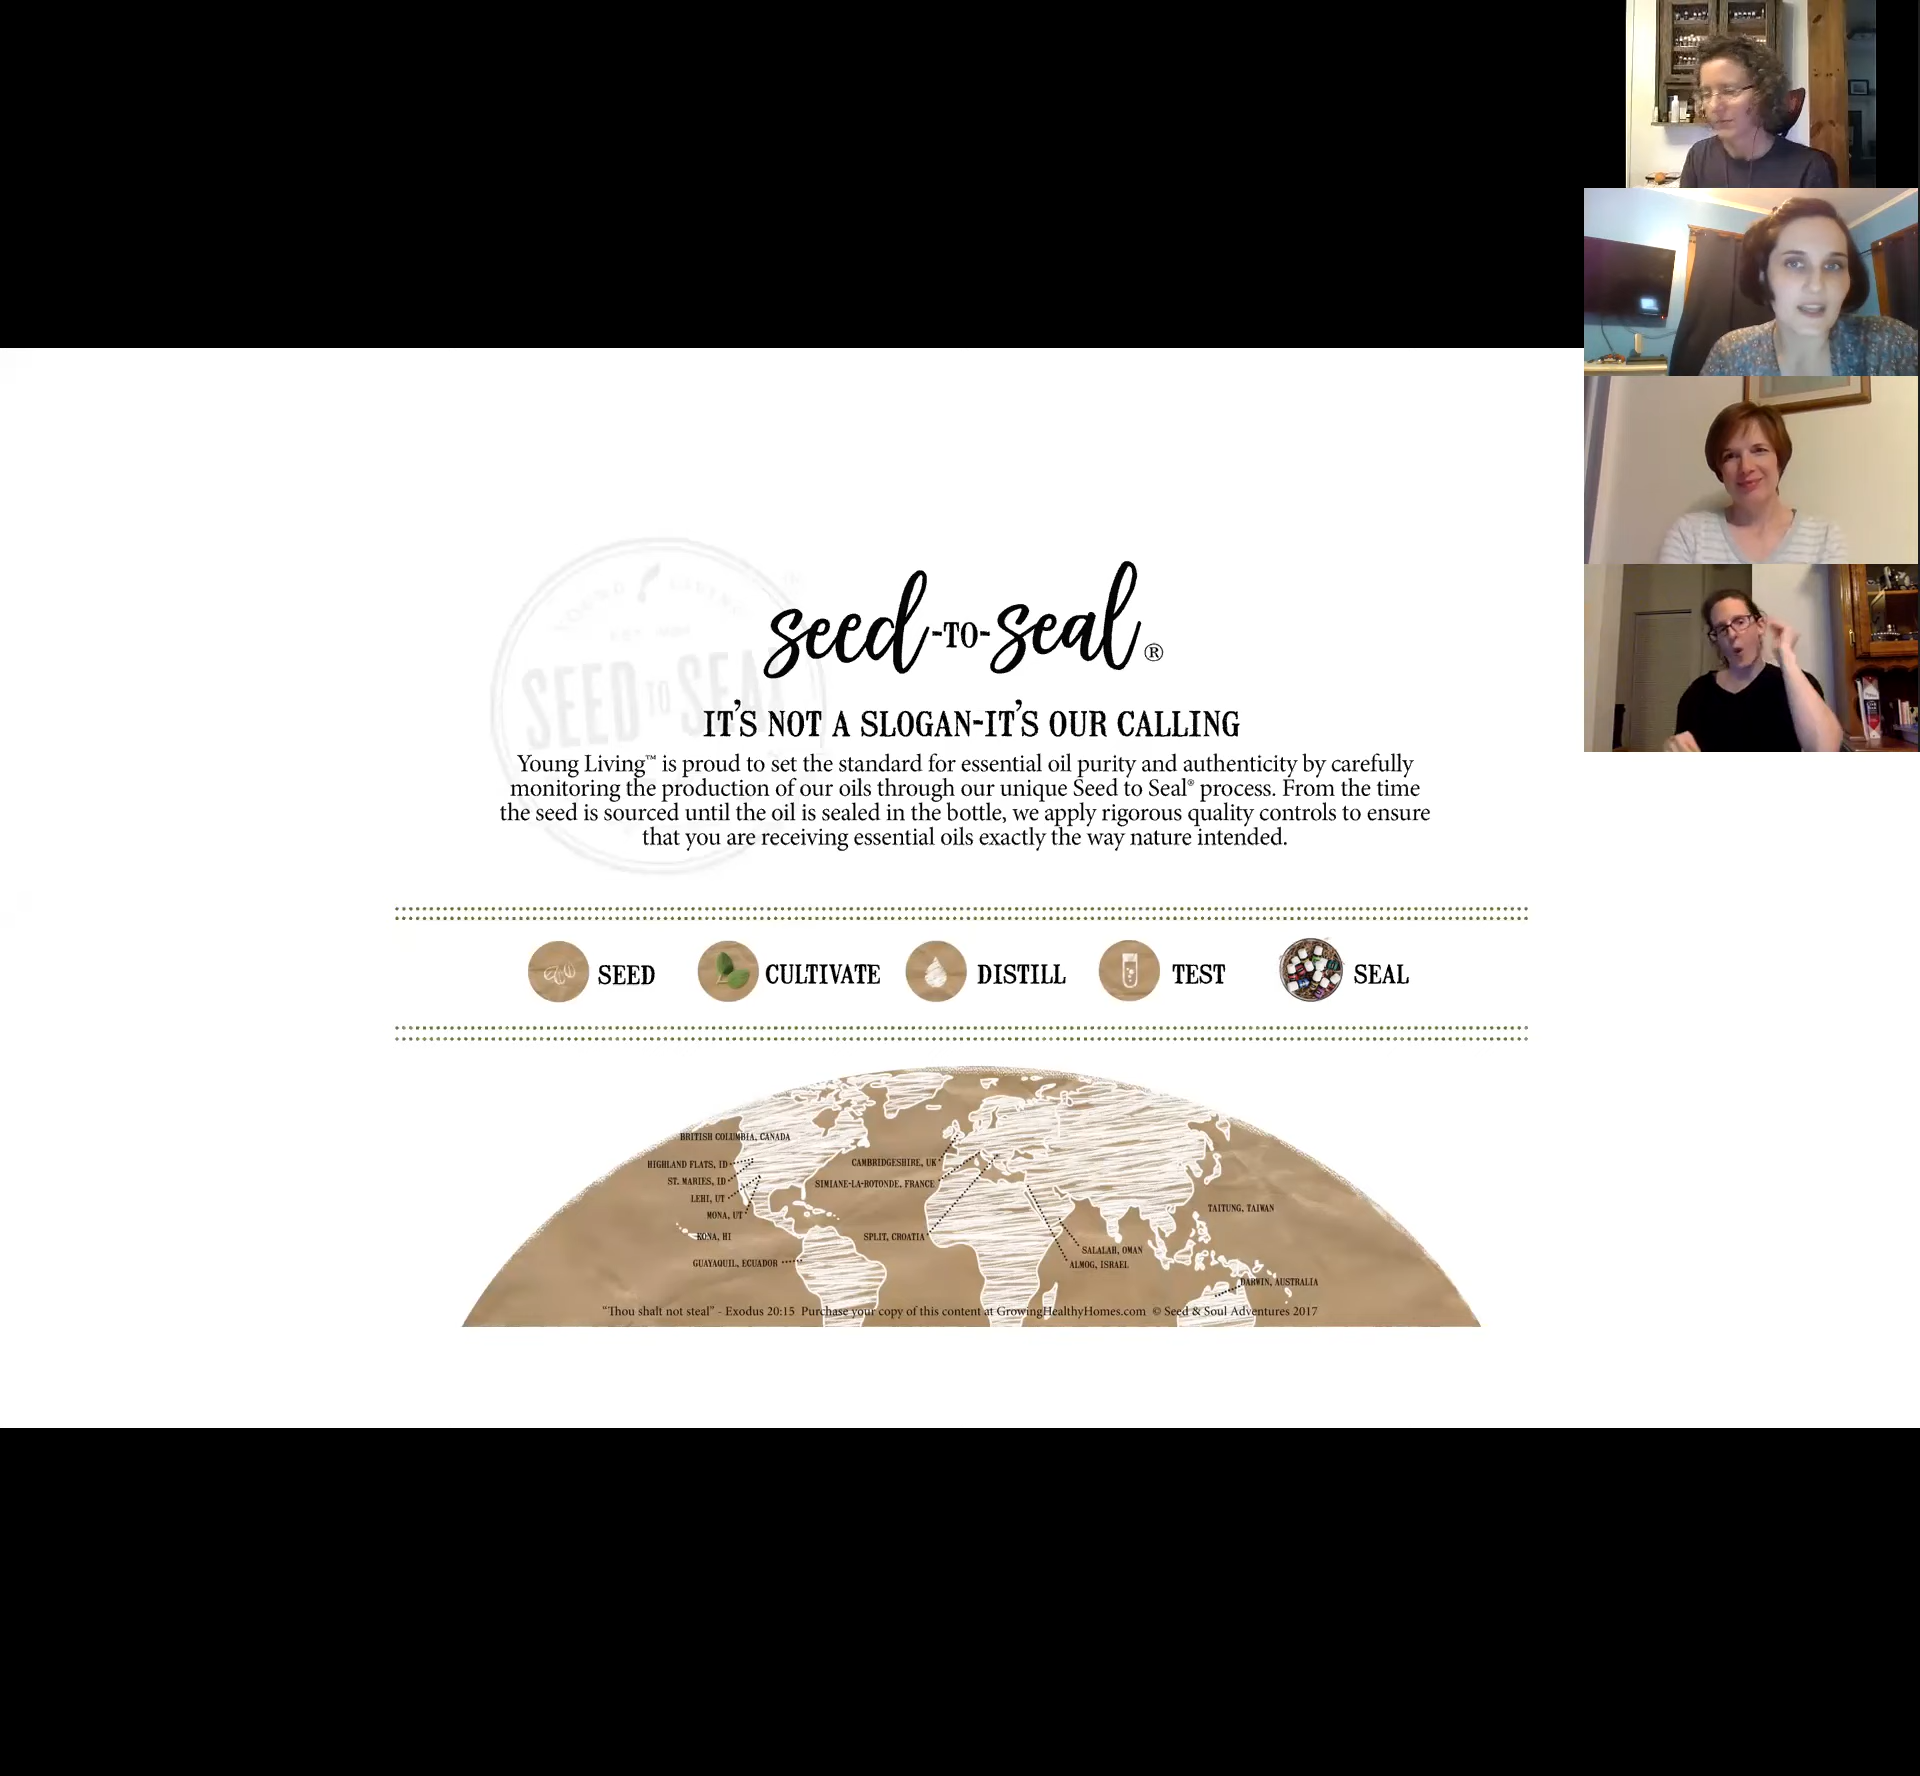 YOUNG LIVING
SEED TO SEAL
seed-TO-seal®
IT'S NOT A SLOGAN-IT'S OUR CALLING
Young Living™ is proud to set the standard for essential oil purity and authenticity by carefully
monitoring the production of our oils through our unique Seed to Seal® process. From the time
the seed is sourced until the oil is sealed in the bottle, we apply rigorous quality controls to ensure
that you are receiving essential oils exactly the way nature intended.
SEED CULTIVATE DISTILL TEST SEAL
BRITISH COLUMBIA, CANADA
HIGHLAND FLATS, ID
ST. MARIES, ID
LEHI, UT
MONA, UT
KONA, HI
GUAYAQUIL, ECUADOR
CAMBRIDGESHIRE, UK
SIMIANE-LA-ROTONDE, FRANCE
SPLIT, CROATIA
SALALAH, OMAN
ALMOG, ISRAEL
TAITUNG, TAIWAN
DARWIN, AUSTRALIA
"Thou shalt not steal" - Exodus 20:15 Purchase your copy of this content at GrowingHealthyHomes.com © Seed & Soul Adventures 2017